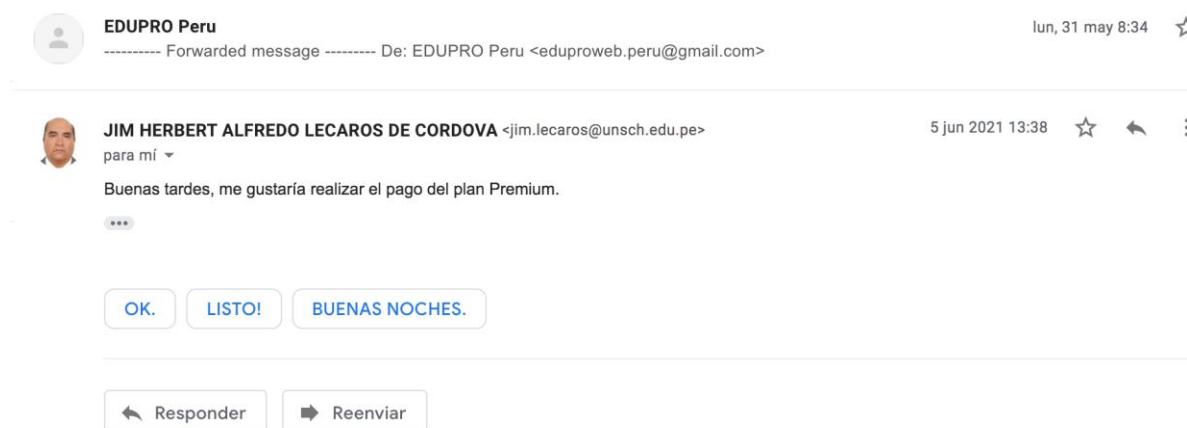 EDUPRO Peru lun, 31 may 8:34
---------- Forwarded message --------- De: EDUPRO Peru <eduproweb.peru@gmail.com>
JIM HERBERT ALFREDO LECAROS DE CORDOVA <jim.lecaros@unsch.edu.pe> 5 jun 2021 13:38
para mí
Buenas tardes, me gustaría realizar el pago del plan Premium.
OK. LISTO! BUENAS NOCHES.
Responder Reenviar